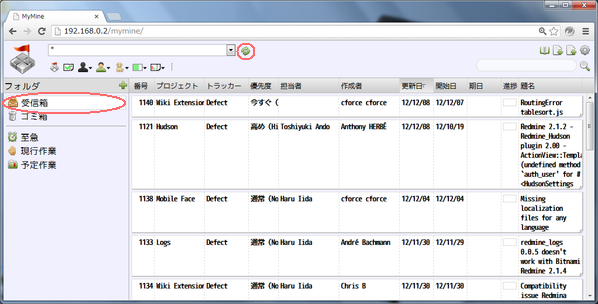 MyMine
192.168.0.2/mymine/
*
フォルダ
受信箱
ゴミ箱
至急
現行作業
予定作業
番号 プロジェクト トラッカー 優先度 担当者 作成者 更新日 開始日 期日 進捗 題名
1140 Wiki Extension Defect 今すぐ ( cforce cforce 12/12/08 12/12/07 RoutingError
tablesort.js
1121 Hudson Defect 高め (Hi Toshiyuki Ando Anthony HERBÉ 12/12/08 12/10/19 Redmine 2.1.2 -
Redmine_Hudson
plugin 2.00 -
ActionView::Templa
(undefined method
`auth_user' for #
<HudsonSettings
1138 Mobile Face Defect 通常 (No Haru Iida cforce cforce 12/12/04 12/12/04 Missing
localization
files for any
language
1133 Logs Defect 通常 (No Haru Iida André Bachmann 12/11/30 12/11/29 redmine_logs
0.0.5 doesn't
work with Bitnami
Redmine 2.1.4
1134 Wiki Extension Defect 通常 (No Haru Iida Chris B 12/11/30 12/11/30 Compatibility
issue Redmina